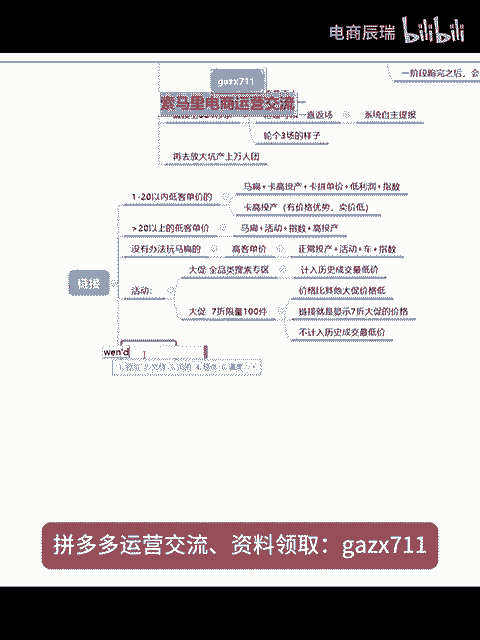 电商辰瑞 bilibili
一阶段跑完之后，会
gazx711
袁马里电商运营交流
一直返场
系统自主提报
轮个3场的样子
再去放大坑产上万人团
马嗨+卡高投产+卡拼单价+低利润+指数
1-20以内低客单价的
卡高投产（有价格优势，卖价低）
>20以上的低客单价
马嗨+活动+指数+高投产
没有办法玩马嗨的
高客单价
正常投产+活动+车+指数
链接
大促 全品类搜索专区
计入历史成交最低价
活动：
价格比其他大促价格低
大促 7折限量100件
链接就是显示7折大促的价格
不计入历史成交最低价
wen'd
拼多多运营交流、资料领取：gazx711